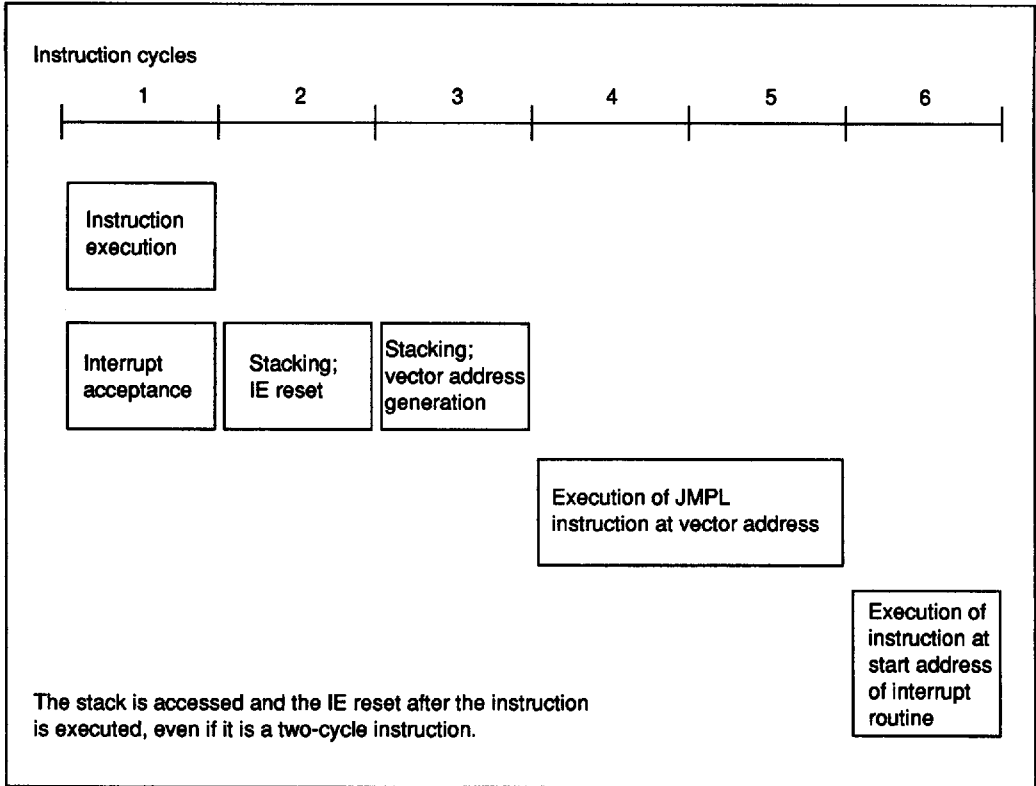 Instruction cycles
1 2 3 4 5 6
Instruction
execution
Interrupt
acceptance
Stacking;
IE reset
Stacking;
vector address
generation
Execution of JMPL
instruction at vector address
Execution of
instruction at
start address
of interrupt
routine
The stack is accessed and the IE reset after the instruction
is executed, even if it is a two-cycle instruction.